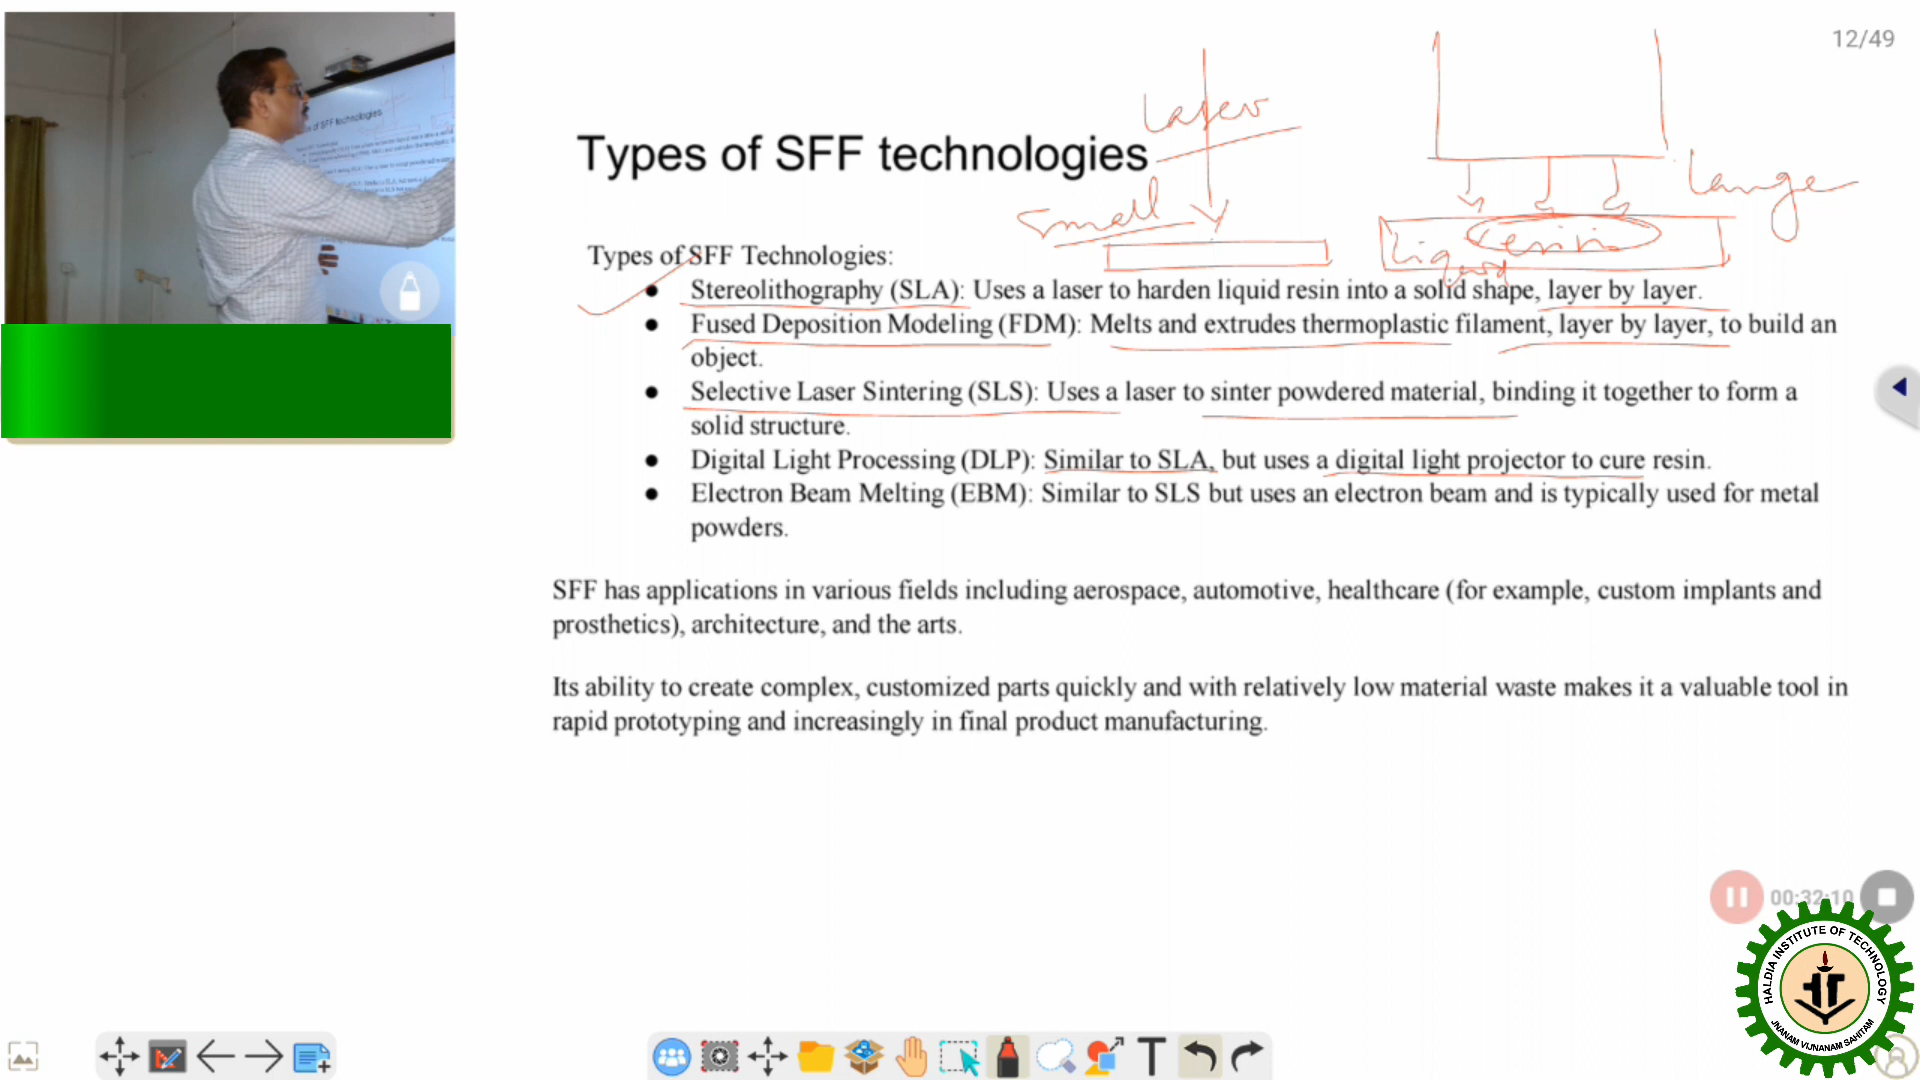 12/49
Laser
Large
Types of SFF technologies
Small
Liquid resin
Types of SFF Technologies:
● Stereolithography (SLA): Uses a laser to harden liquid resin into a solid shape, layer by layer.
● Fused Deposition Modeling (FDM): Melts and extrudes thermoplastic filament, layer by layer, to build an
object.
● Selective Laser Sintering (SLS): Uses a laser to sinter powdered material, binding it together to form a
solid structure.
● Digital Light Processing (DLP): Similar to SLA, but uses a digital light projector to cure resin.
● Electron Beam Melting (EBM): Similar to SLS but uses an electron beam and is typically used for metal
powders.
SFF has applications in various fields including aerospace, automotive, healthcare (for example, custom implants and
prosthetics), architecture, and the arts.
Its ability to create complex, customized parts quickly and with relatively low material waste makes it a valuable tool in
rapid prototyping and increasingly in final product manufacturing.
00:32:10
HALDIA INSTITUTE OF TECHNOLOGY
JNANAM VIJNANAM SAHITAM